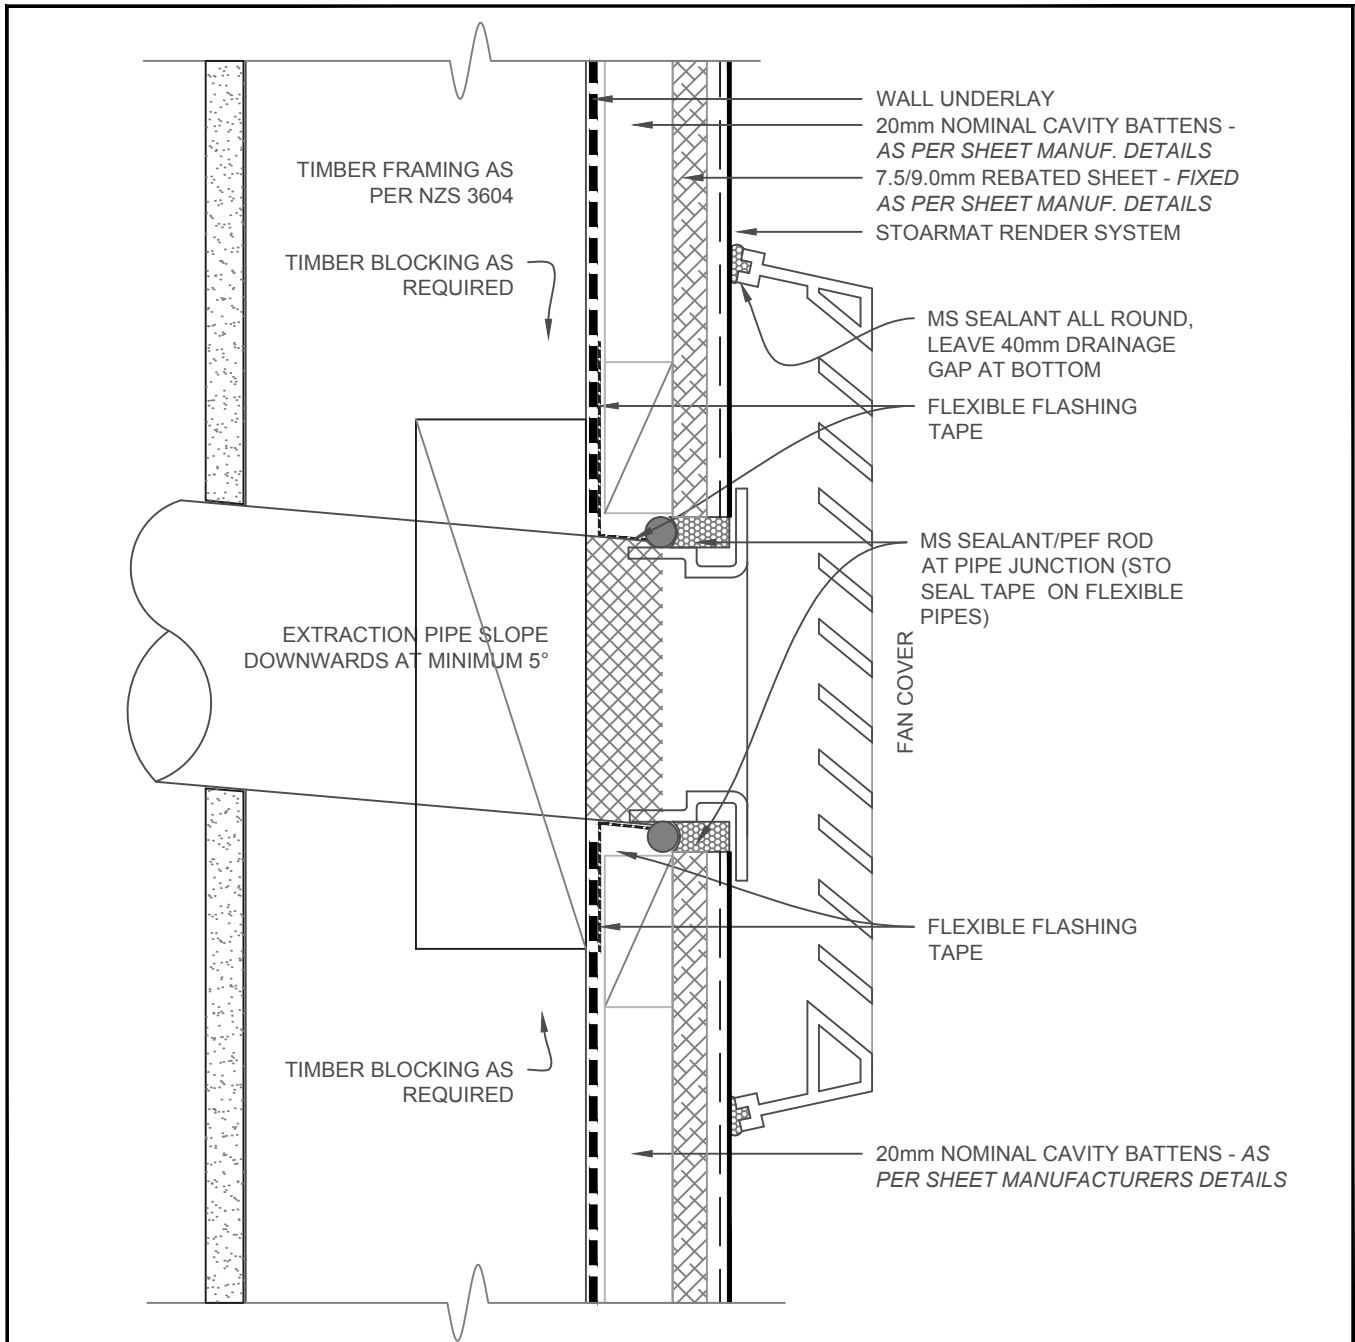 WALL UNDERLAY
20mm NOMINAL CAVITY BATTENS -
AS PER SHEET MANUF. DETAILS
7.5/9.0mm REBATED SHEET - FIXED
AS PER SHEET MANUF. DETAILS
STOARMAT RENDER SYSTEM
TIMBER FRAMING AS
PER NZS 3604
TIMBER BLOCKING AS
REQUIRED
MS SEALANT ALL ROUND,
LEAVE 40mm DRAINAGE
GAP AT BOTTOM
FLEXIBLE FLASHING
TAPE
MS SEALANT/PEF ROD
AT PIPE JUNCTION (STO
SEAL TAPE ON FLEXIBLE
PIPES)
EXTRACTION PIPE SLOPE
DOWNWARDS AT MINIMUM 5°
FAN COVER
FLEXIBLE FLASHING
TAPE
TIMBER BLOCKING AS
REQUIRED
20mm NOMINAL CAVITY BATTENS - AS
PER SHEET MANUFACTURERS DETAILS